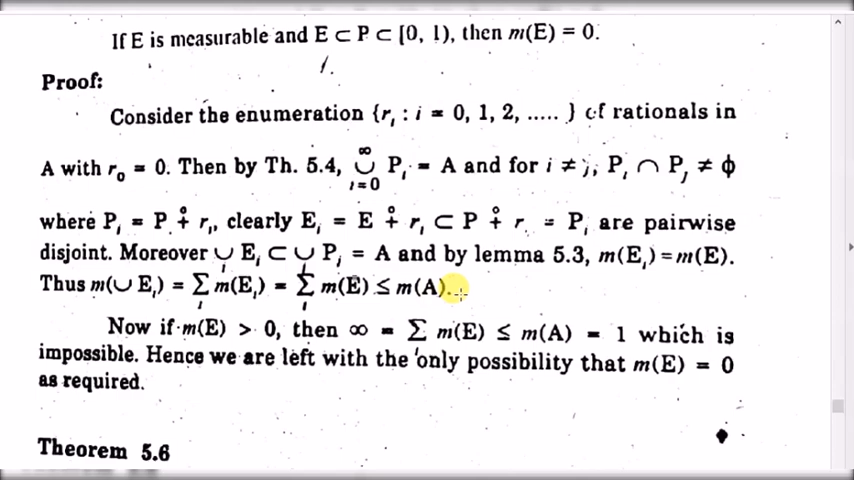 If E is measurable and E ⊂ P ⊂ [0, 1), then m(E) = 0.
Proof:
Consider the enumeration {rᵢ : i = 0, 1, 2, ..... } of rationals in
A with r₀ = 0. Then by Th. 5.4, ∪_{i=0}^{∞} Pᵢ = A and for i ≠ j, Pᵢ ∩ Pⱼ ≠ ϕ
where Pᵢ = P +° rᵢ, clearly Eᵢ = E +° rᵢ ⊂ P +° r = Pᵢ are pairwise
disjoint. Moreover ∪ᵢ Eᵢ ⊂ ∪ᵢ Pᵢ = A and by lemma 5.3, m(Eᵢ) = m(E).
Thus m(∪ Eᵢ) = Σᵢ m(Eᵢ) = Σᵢ m(E) ≤ m(A).
Now if m(E) > 0, then ∞ = Σ m(E) ≤ m(A) = 1 which is
impossible. Hence we are left with the only possibility that m(E) = 0
as required.
Theorem 5.6